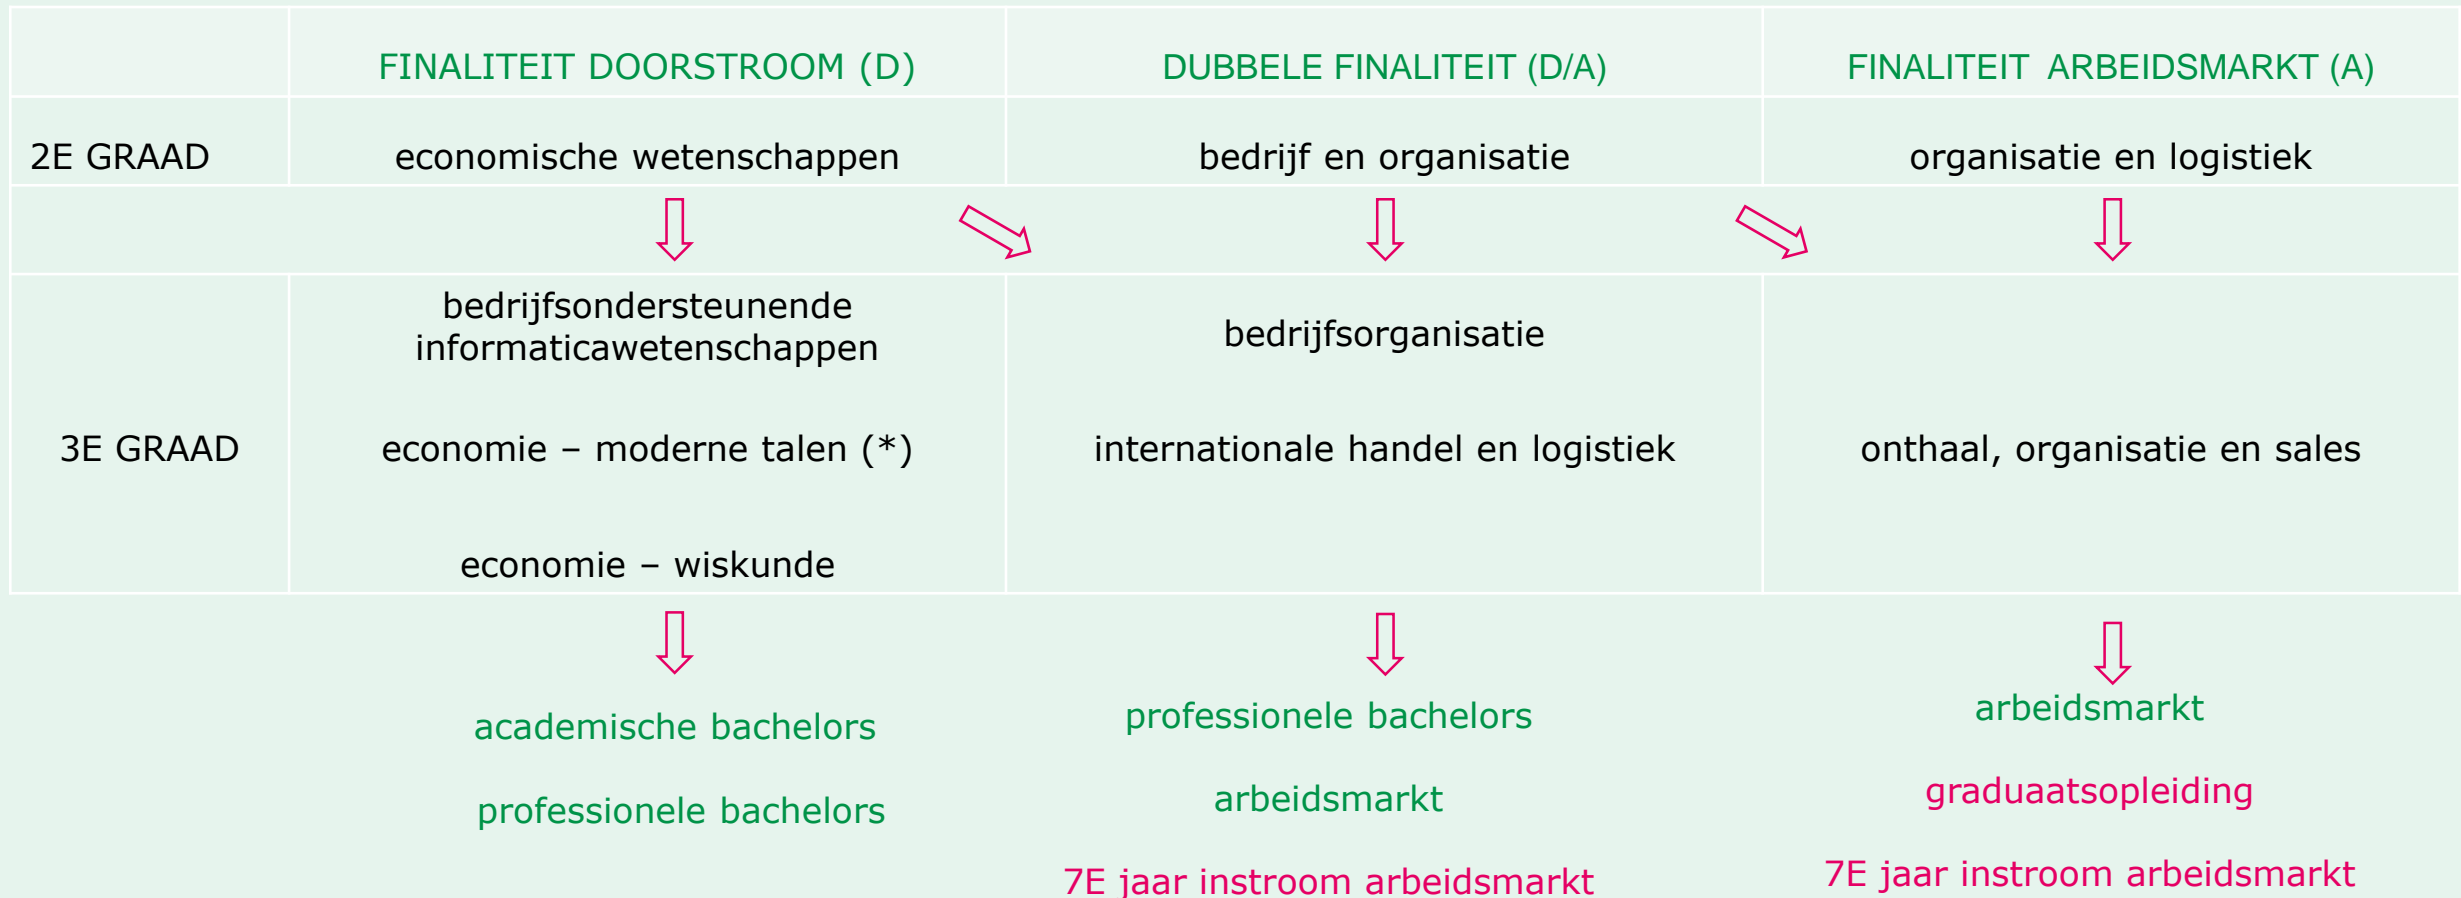 FINALITEIT DOORSTROOM (D)
DUBBELE FINALITEIT (D/A)
FINALITEIT ARBEIDSMARKT (A)
2E GRAAD
economische wetenschappen
bedrijf en organisatie
organisatie en logistiek
3E GRAAD
bedrijfsondersteunende
informaticawetenschappen
economie – moderne talen (*)
economie – wiskunde
bedrijfsorganisatie
internationale handel en logistiek
onthaal, organisatie en sales
academische bachelors
professionele bachelors
professionele bachelors
arbeidsmarkt
7E jaar instroom arbeidsmarkt
arbeidsmarkt
graduaatsopleiding
7E jaar instroom arbeidsmarkt